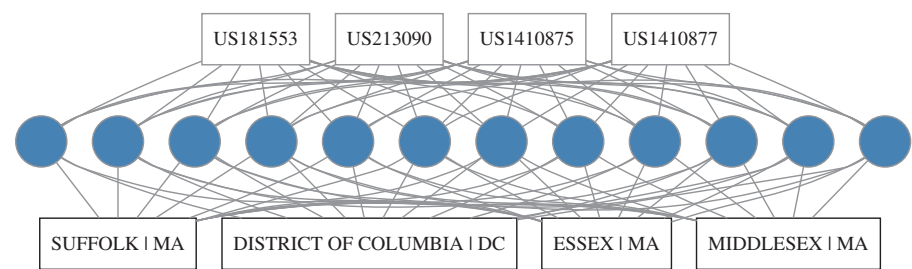 US181553 US213090 US1410875 US1410877
SUFFOLK | MA DISTRICT OF COLUMBIA | DC ESSEX | MA MIDDLESEX | MA